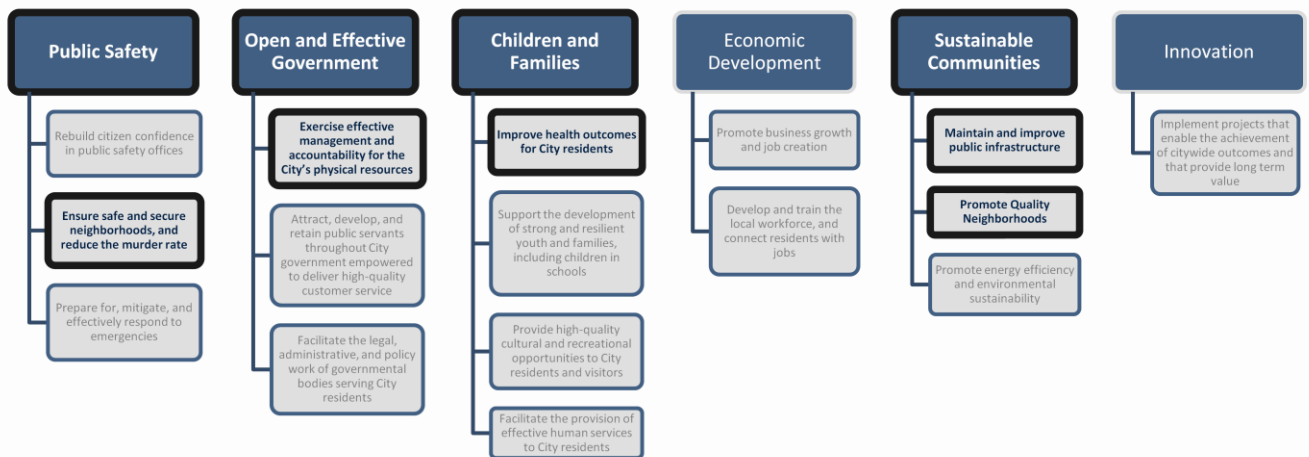 Public Safety
Rebuild citizen confidence
in public safety offices
Ensure safe and secure
neighborhoods, and
reduce the murder rate
Prepare for, mitigate, and
effectively respond to
emergencies
Open and Effective
Government
Exercise effective
management and
accountability for the
City's physical resources
Attract, develop, and
retain public servants
throughout City
government empowered
to deliver high-quality
customer service
Facilitate the legal,
administrative, and policy
work of governmental
bodies serving City
residents
Children and
Families
Improve health outcomes
for City residents
Support the development
of strong and resilient
youth and families,
including children in
schools
Provide high-quality
cultural and recreational
opportunities to City
residents and visitors
Facilitate the provision of
effective human services
to City residents
Economic
Development
Promote business growth
and job creation
Develop and train the
local workforce, and
connect residents with
jobs
Sustainable
Communities
Maintain and improve
public infrastructure
Promote Quality
Neighborhoods
Promote energy efficiency
and environmental
sustainability
Innovation
Implement projects that
enable the achievement
of citywide outcomes and
that provide long term
value